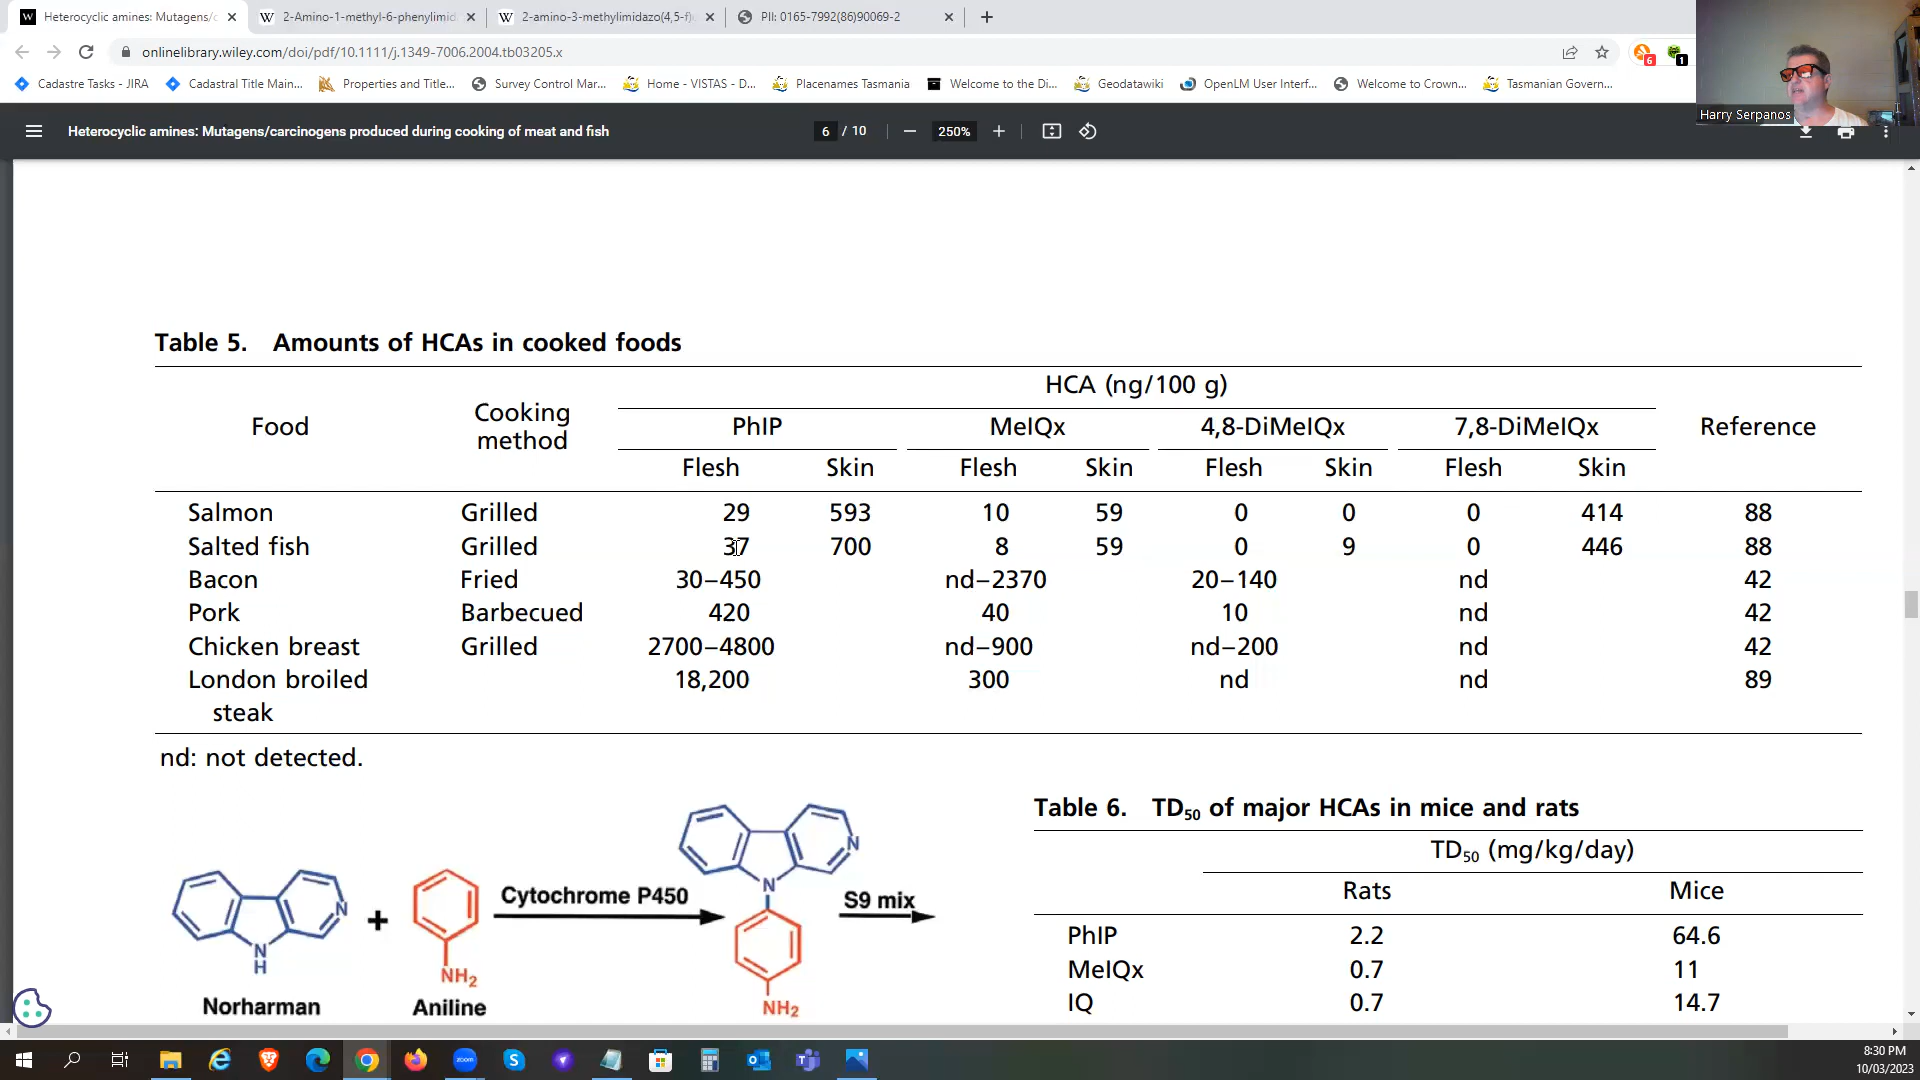 Heterocyclic amines: Mutagens/c
2-Amino-1-methyl-6-phenylimid
2-amino-3-methylimidazo(4,5-f)
PII: 0165-7992(86)90069-2
onlinelibrary.wiley.com/doi/pdf/10.1111/j.1349-7006.2004.tb03205.x
6
1
Cadastre Tasks - JIRA
Cadastral Title Main...
Properties and Title...
Survey Control Mar...
Home - VISTAS - D...
Placenames Tasmania
Welcome to the Di...
Geodatawiki
OpenLM User Interf...
Welcome to Crown...
Tasmanian Govern...
Harry Serpanos
Heterocyclic amines: Mutagens/carcinogens produced during cooking of meat and fish
6 / 10
250%
Table 5. Amounts of HCAs in cooked foods
HCA (ng/100 g)
Food Cooking method PhIP MeIQx 4,8-DiMeIQx 7,8-DiMeIQx Reference
Flesh Skin Flesh Skin Flesh Skin Flesh Skin
Salmon Grilled 29 593 10 59 0 0 0 414 88
Salted fish Grilled 37 700 8 59 0 9 0 446 88
Bacon Fried 30–450 nd–2370 20–140 nd 42
Pork Barbecued 420 40 10 nd 42
Chicken breast Grilled 2700–4800 nd–900 nd–200 nd 42
London broiled 18,200 300 nd nd 89
steak
nd: not detected.
N
H
Norharman
+
NH2
Aniline
Cytochrome P450
N
N
NH2
S9 mix
Table 6. TD50 of major HCAs in mice and rats
TD50 (mg/kg/day)
Rats Mice
PhIP 2.2 64.6
MeIQx 0.7 11
IQ 0.7 14.7
zoom
8:30 PM
10/03/2023